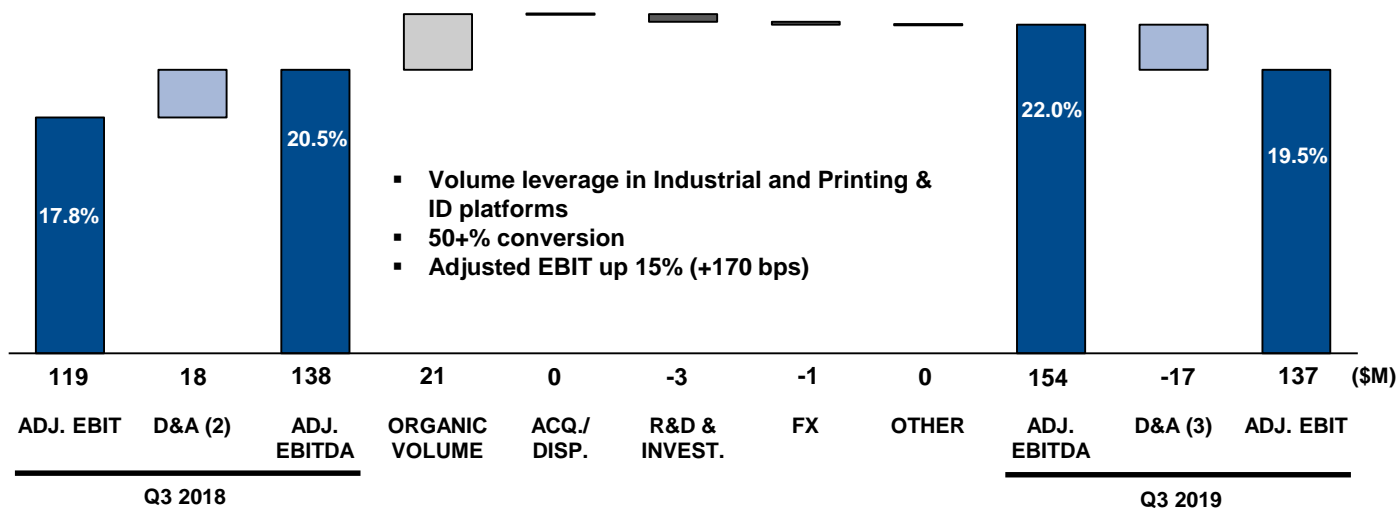 20.5%
22.0%
19.5%
17.8%
▪ Volume leverage in Industrial and Printing &
ID platforms
▪ 50+% conversion
▪ Adjusted EBIT up 15% (+170 bps)
119 18 138 21 0 -3 -1 0 154 -17 137 ($M)
ADJ. EBIT D&A (2) ADJ. ORGANIC ACQ./ R&D & FX OTHER ADJ. D&A (3) ADJ. EBIT
EBITDA VOLUME DISP. INVEST. EBITDA
Q3 2018 Q3 2019